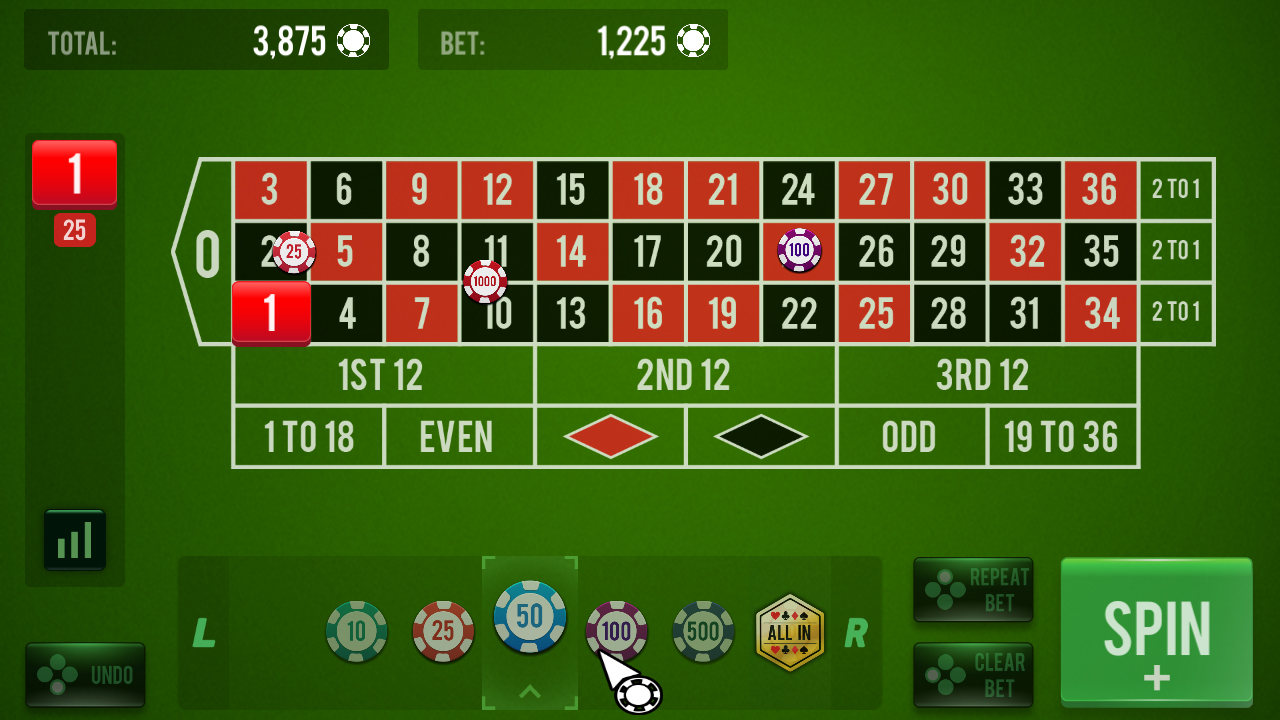 TOTAL: 3,875
BET: 1,225
1
25
3 6 9 12 15 18 21 24 27 30 33 36 2 TO 1
0 2 25 5 8 11 14 17 20 100 26 29 32 35 2 TO 1
1000
1 4 7 10 13 16 19 22 25 28 31 34 2 TO 1
1ST 12 2ND 12 3RD 12
1 TO 18 EVEN ODD 19 TO 36
L 10 25 50 100 500 ALL IN R
UNDO
REPEAT
BET
CLEAR
BET
SPIN
+